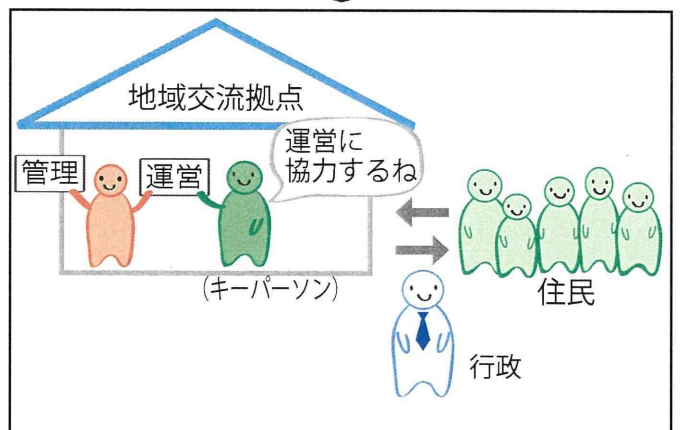 地域交流拠点
運営に
協力するね
管理
運営
(キーパーソン)
住民
行政